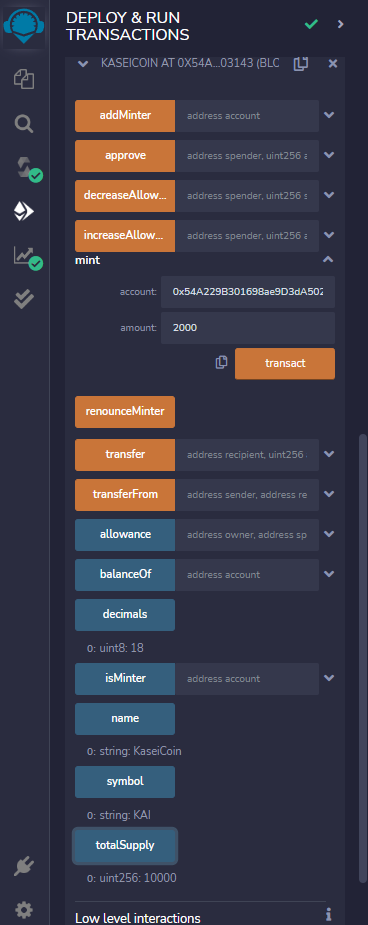 DEPLOY & RUN
TRANSACTIONS
KASEICOIN AT 0X54A...03143 (BLC
addMinter address account
approve address spender, uint256 a
decreaseAllow... address spender, uint256 s
increaseAllow... address spender, uint256 a
mint
account: 0x54A229B301698ae9D3dA502
amount: 2000
transact
renounceMinter
transfer address recipient, uint256
transferFrom address sender, address re
allowance address owner, address sp
balanceOf address account
decimals
0: uint8: 18
isMinter address account
name
0: string: KaseiCoin
symbol
0: string: KAI
totalSupply
0: uint256: 10000
Low level interactions